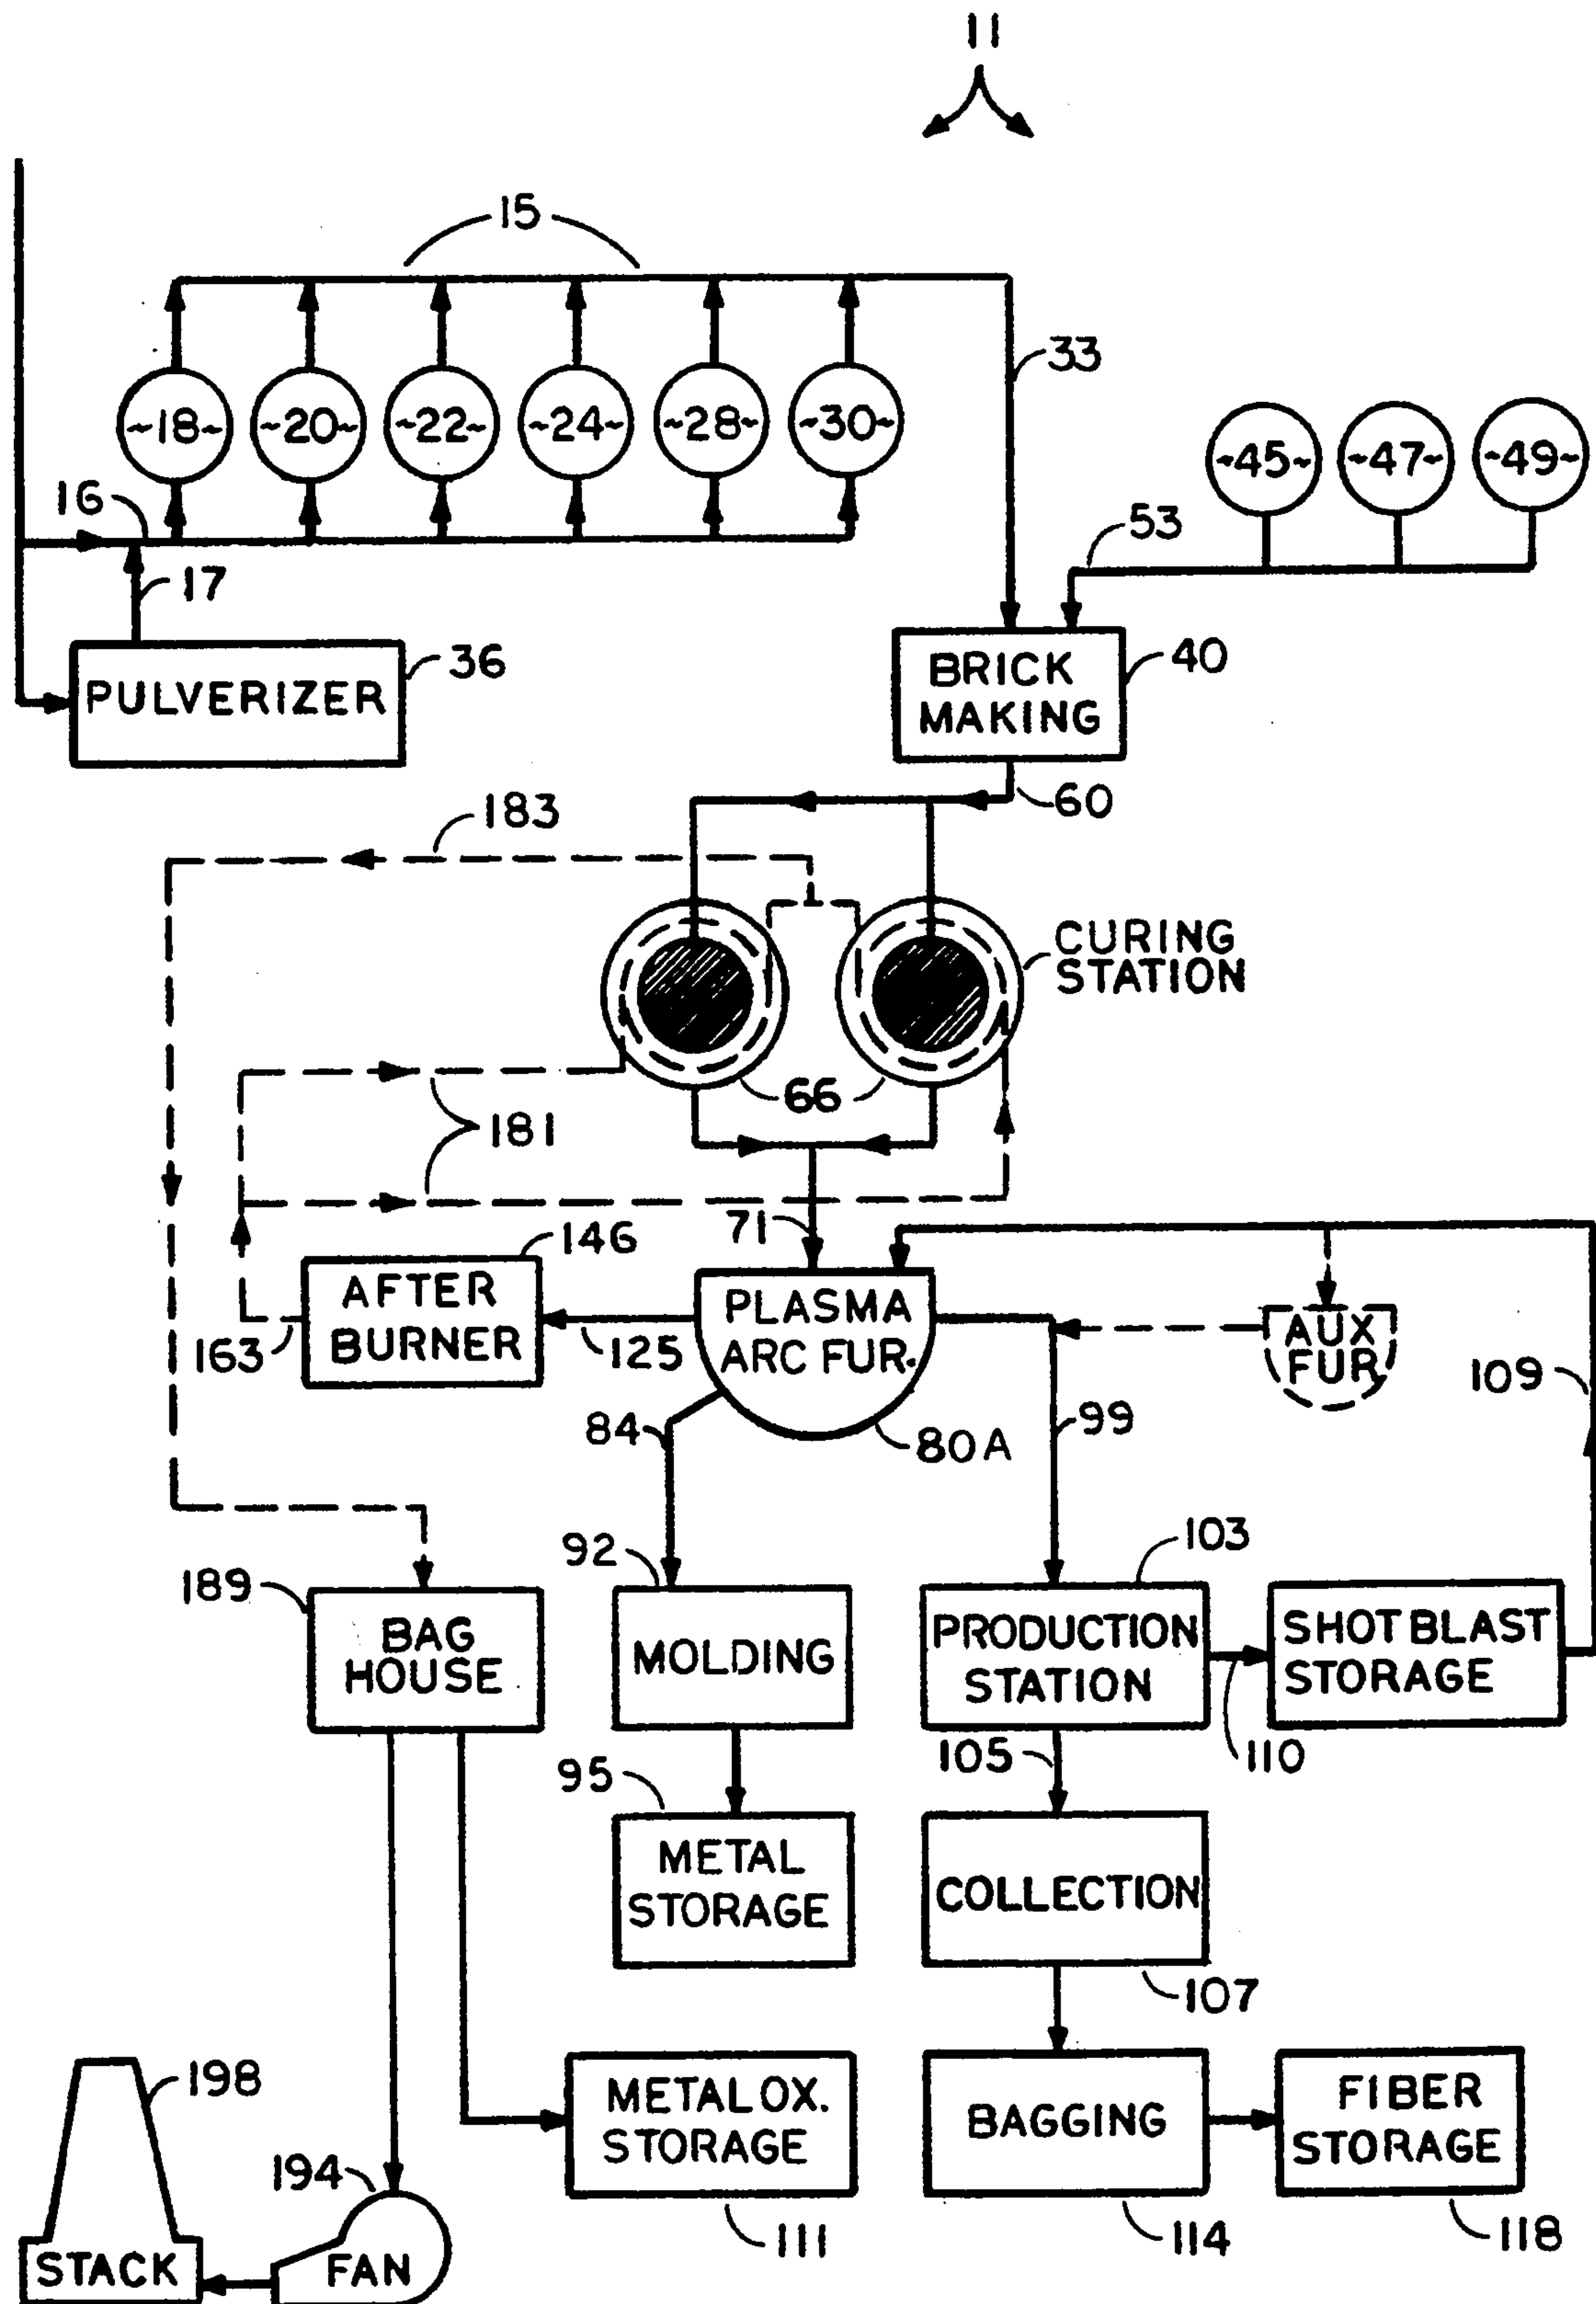 11
15
33
~18~ ~20~ ~22~ ~24~ ~28~ ~30~
~45~ ~47~ ~49~
16
53
17
PULVERIZER
36
BRICK
MAKING
40
60
183
CURING
STATION
66
181
71
146
AFTER
BURNER
163
125
PLASMA
ARC FUR.
80A
AUX
FUR.
109
84
99
92
103
189
BAG
HOUSE
MOLDING
PRODUCTION
STATION
SHOTBLAST
STORAGE
105
110
95
METAL
STORAGE
COLLECTION
107
198
METAL OX.
STORAGE
BAGGING
FIBER
STORAGE
194
111
114
118
STACK
FAN